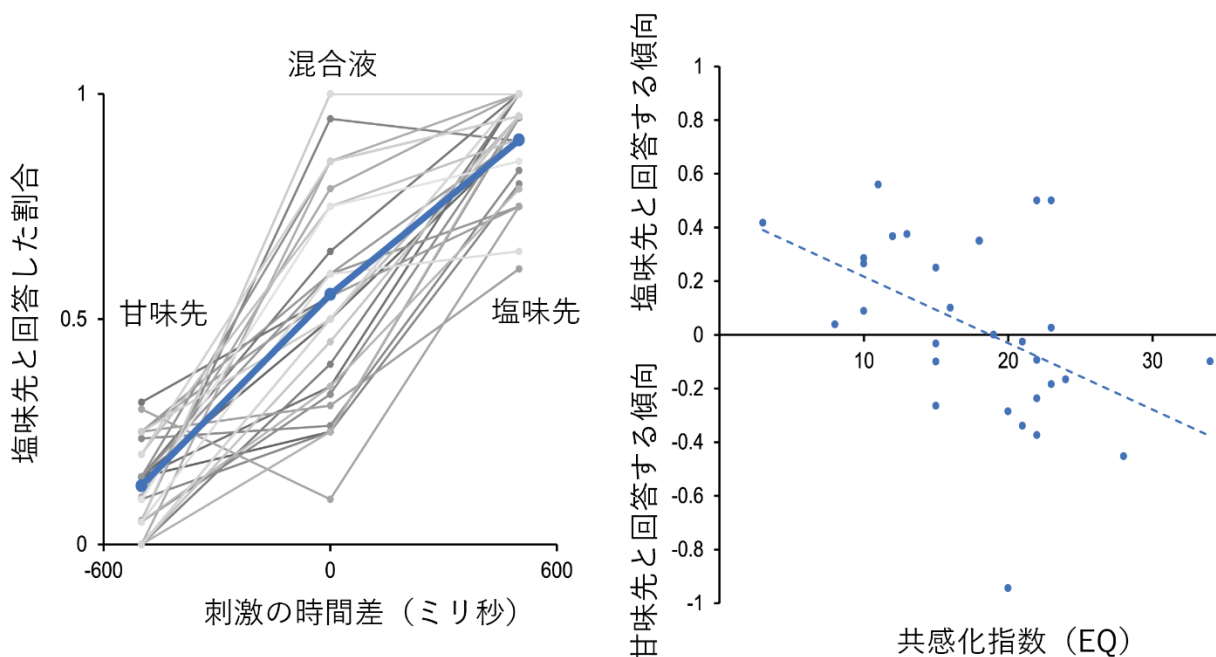 混合液
1
塩味先と回答した割合
甘味先
0.5
塩味先
0
-600
0
600
刺激の時間差（ミリ秒）
塩味先と回答する傾向
甘味先と回答する傾向
1
0.8
0.6
0.4
0.2
0
-0.2
-0.4
-0.6
-0.8
-1
10
20
30
共感化指数（EQ）